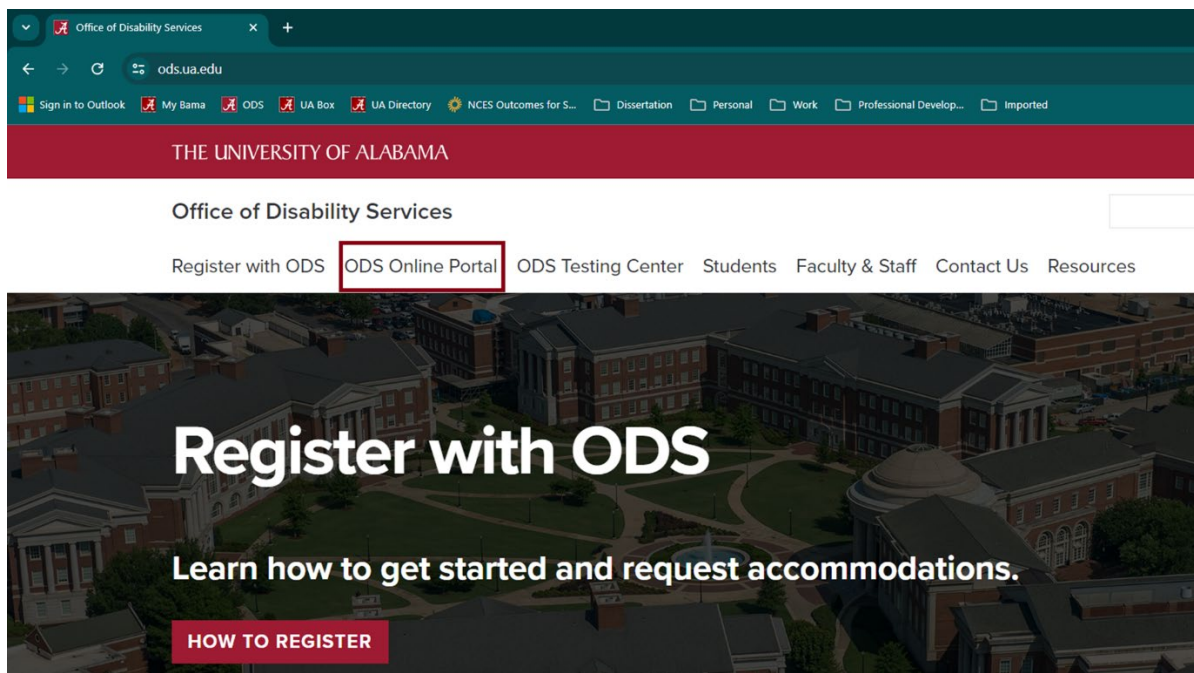 Office of Disability Services
ods.ua.edu
Sign in to Outlook My Bama ODS UA Box UA Directory NCES Outcomes for S... Dissertation Personal Work Professional Develop... Imported
THE UNIVERSITY OF ALABAMA
Office of Disability Services
Register with ODS ODS Online Portal ODS Testing Center Students Faculty & Staff Contact Us Resources
Register with ODS
Learn how to get started and request accommodations.
HOW TO REGISTER